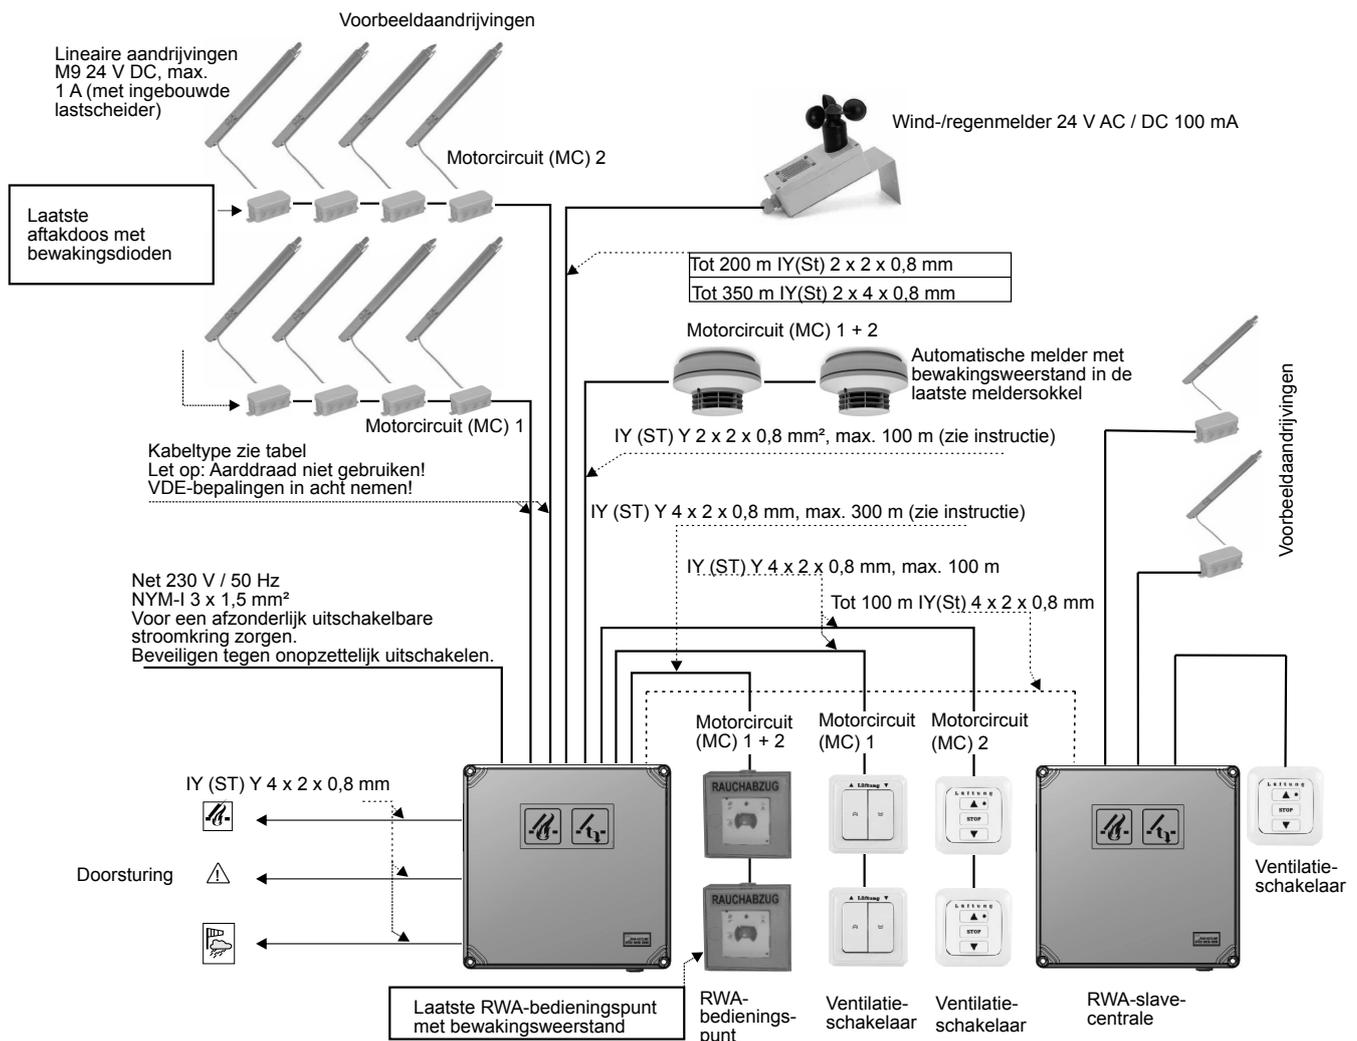 Voorbeeldaandrijvingen
Lineaire aandrijvingen
M9 24 V DC, max.
1 A (met ingebouwde
lastscheider)
Wind-/regenmelder 24 V AC / DC 100 mA
Motorcircuit (MC) 2
Laatste
aftakdoos met
bewakingsdioden
Tot 200 m IY(St) 2 x 2 x 0,8 mm
Tot 350 m IY(St) 2 x 4 x 0,8 mm
Motorcircuit (MC) 1 + 2
Automatische melder met
bewakingsweerstand in de
laatste meldersokkel
Voorbeeldaandrijvingen
Motorcircuit (MC) 1
IY (ST) Y 2 x 2 x 0,8 mm², max. 100 m (zie instructie)
Kabeltype zie tabel
Let op: Aarddraad niet gebruiken!
VDE-bepalingen in acht nemen!
IY (ST) Y 4 x 2 x 0,8 mm, max. 300 m (zie instructie)
IY (ST) Y 4 x 2 x 0,8 mm, max. 100 m
Tot 100 m IY(St) 4 x 2 x 0,8 mm
Net 230 V / 50 Hz
NYM-I 3 x 1,5 mm²
Voor een afzonderlijk uitschakelbare
stroomkring zorgen.
Beveiligen tegen onopzettelijk uitschakelen.
Motorcircuit
(MC) 1 + 2
Motorcircuit
(MC) 1
Motorcircuit
(MC) 2
IY (ST) Y 4 x 2 x 0,8 mm
RAUCHABZUG
Lüftung
Lüftung
STOP
Lüftung
STOP
Doorsturing
Ventilatie-
schakelaar
RAUCHABZUG
Lüftung
Lüftung
STOP
Laatste RWA-bedieningspunt
met bewakingsweerstand
RWA-
bedienings-
punt
Ventilatie-
schakelaar
Ventilatie-
schakelaar
RWA-slave-
centrale